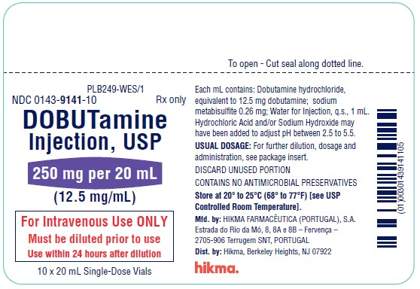 To open - Cut seal along dotted line.
PLB249-WES/1
NDC 0143-9141-10 Rx only
DOBUTamine
Injection, USP
250 mg per 20 mL
(12.5 mg/mL)
For Intravenous Use ONLY
Must be diluted prior to use
Use within 24 hours after dilution
10 x 20 mL Single-Dose Vials
Each mL contains: Dobutamine hydrochloride,
equivalent to 12.5 mg dobutamine; sodium
metabisulfite 0.26 mg; Water for Injection, q.s., 1 mL.
Hydrochloric Acid and/or Sodium Hydroxide may
have been added to adjust pH between 2.5 to 5.5.
USUAL DOSAGE: For further dilution, dosage and
administration, see package insert.
DISCARD UNUSED PORTION
CONTAINS NO ANTIMICROBIAL PRESERVATIVES
Store at 20° to 25°C (68° to 77°F) [see USP
Controlled Room Temperature].
Mfd. by: HIKMA FARMACÊUTICA (PORTUGAL), S.A.
Estrada do Rio da Mó, 8, 8A e 8B – Fervença –
2705-906 Terrugem SNT, PORTUGAL
Dist. by: Hikma, Berkeley Heights, NJ 07922
hikma.
(01)00301439141105